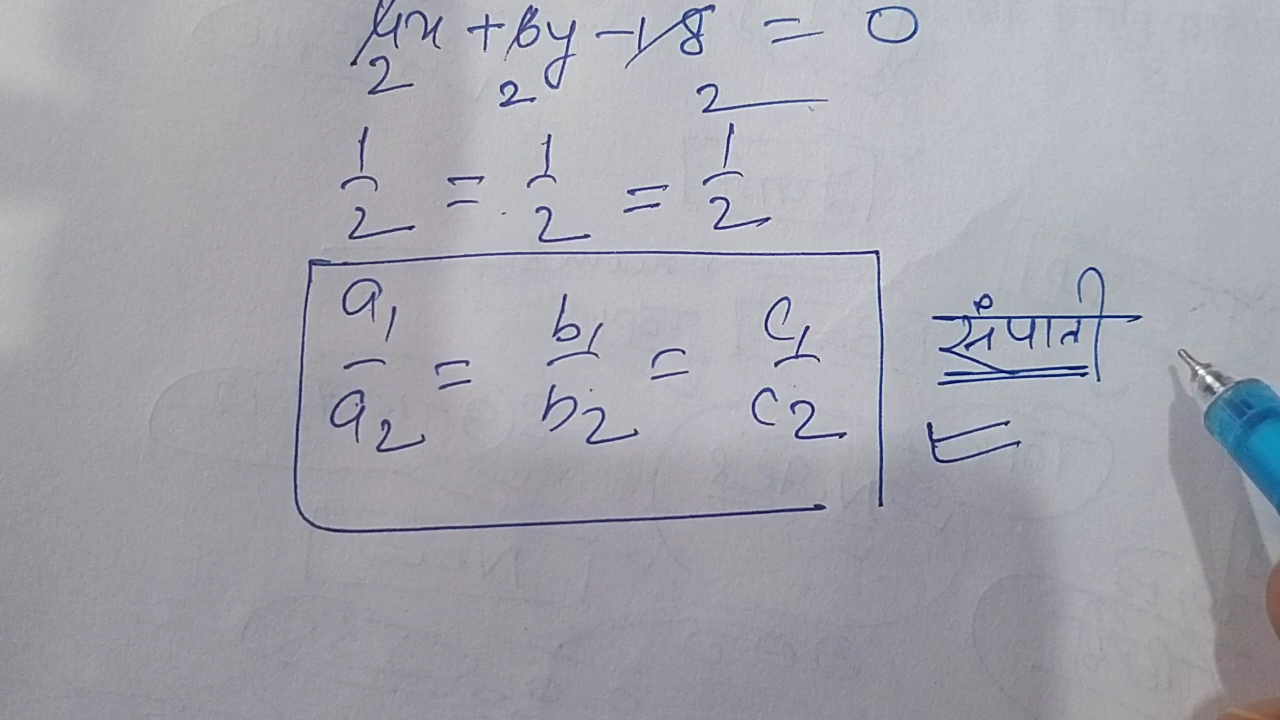 4x + 6y - 18 = 0
2 2 2
1/2 = 1/2 = 1/2
a1/a2 = b1/b2 = c1/c2
संपाती